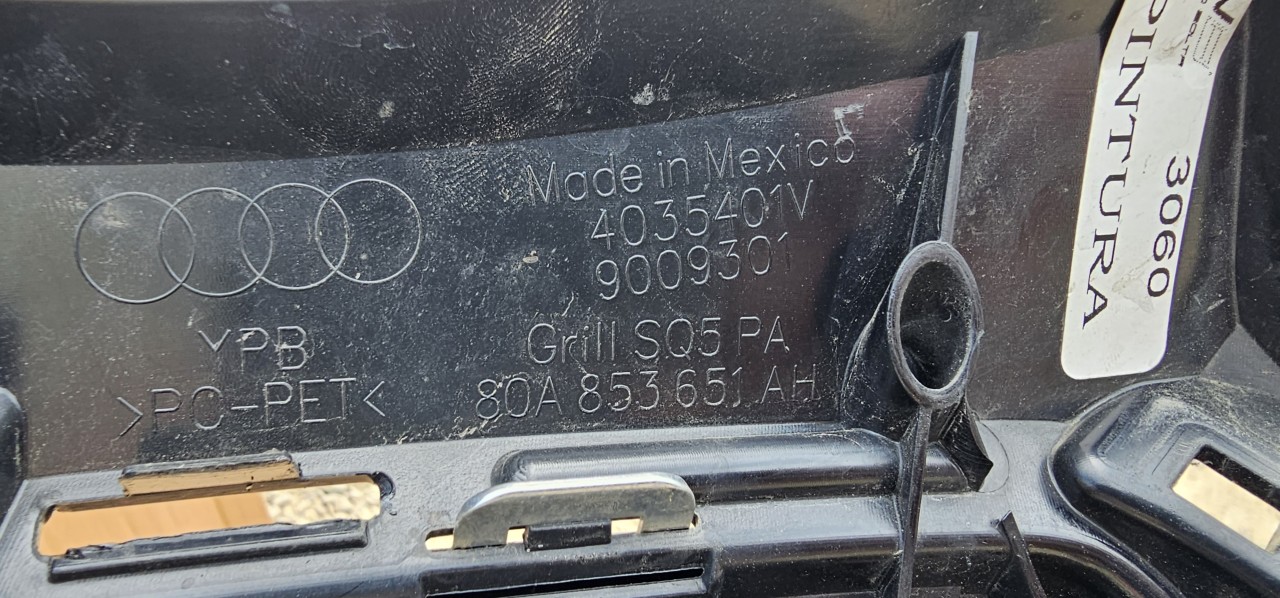 Made in Mexico
4035401V
9009301
PB
>PC-PET<
Grill SQ5 PA
80A 853 651 AH
PINTURA
3060